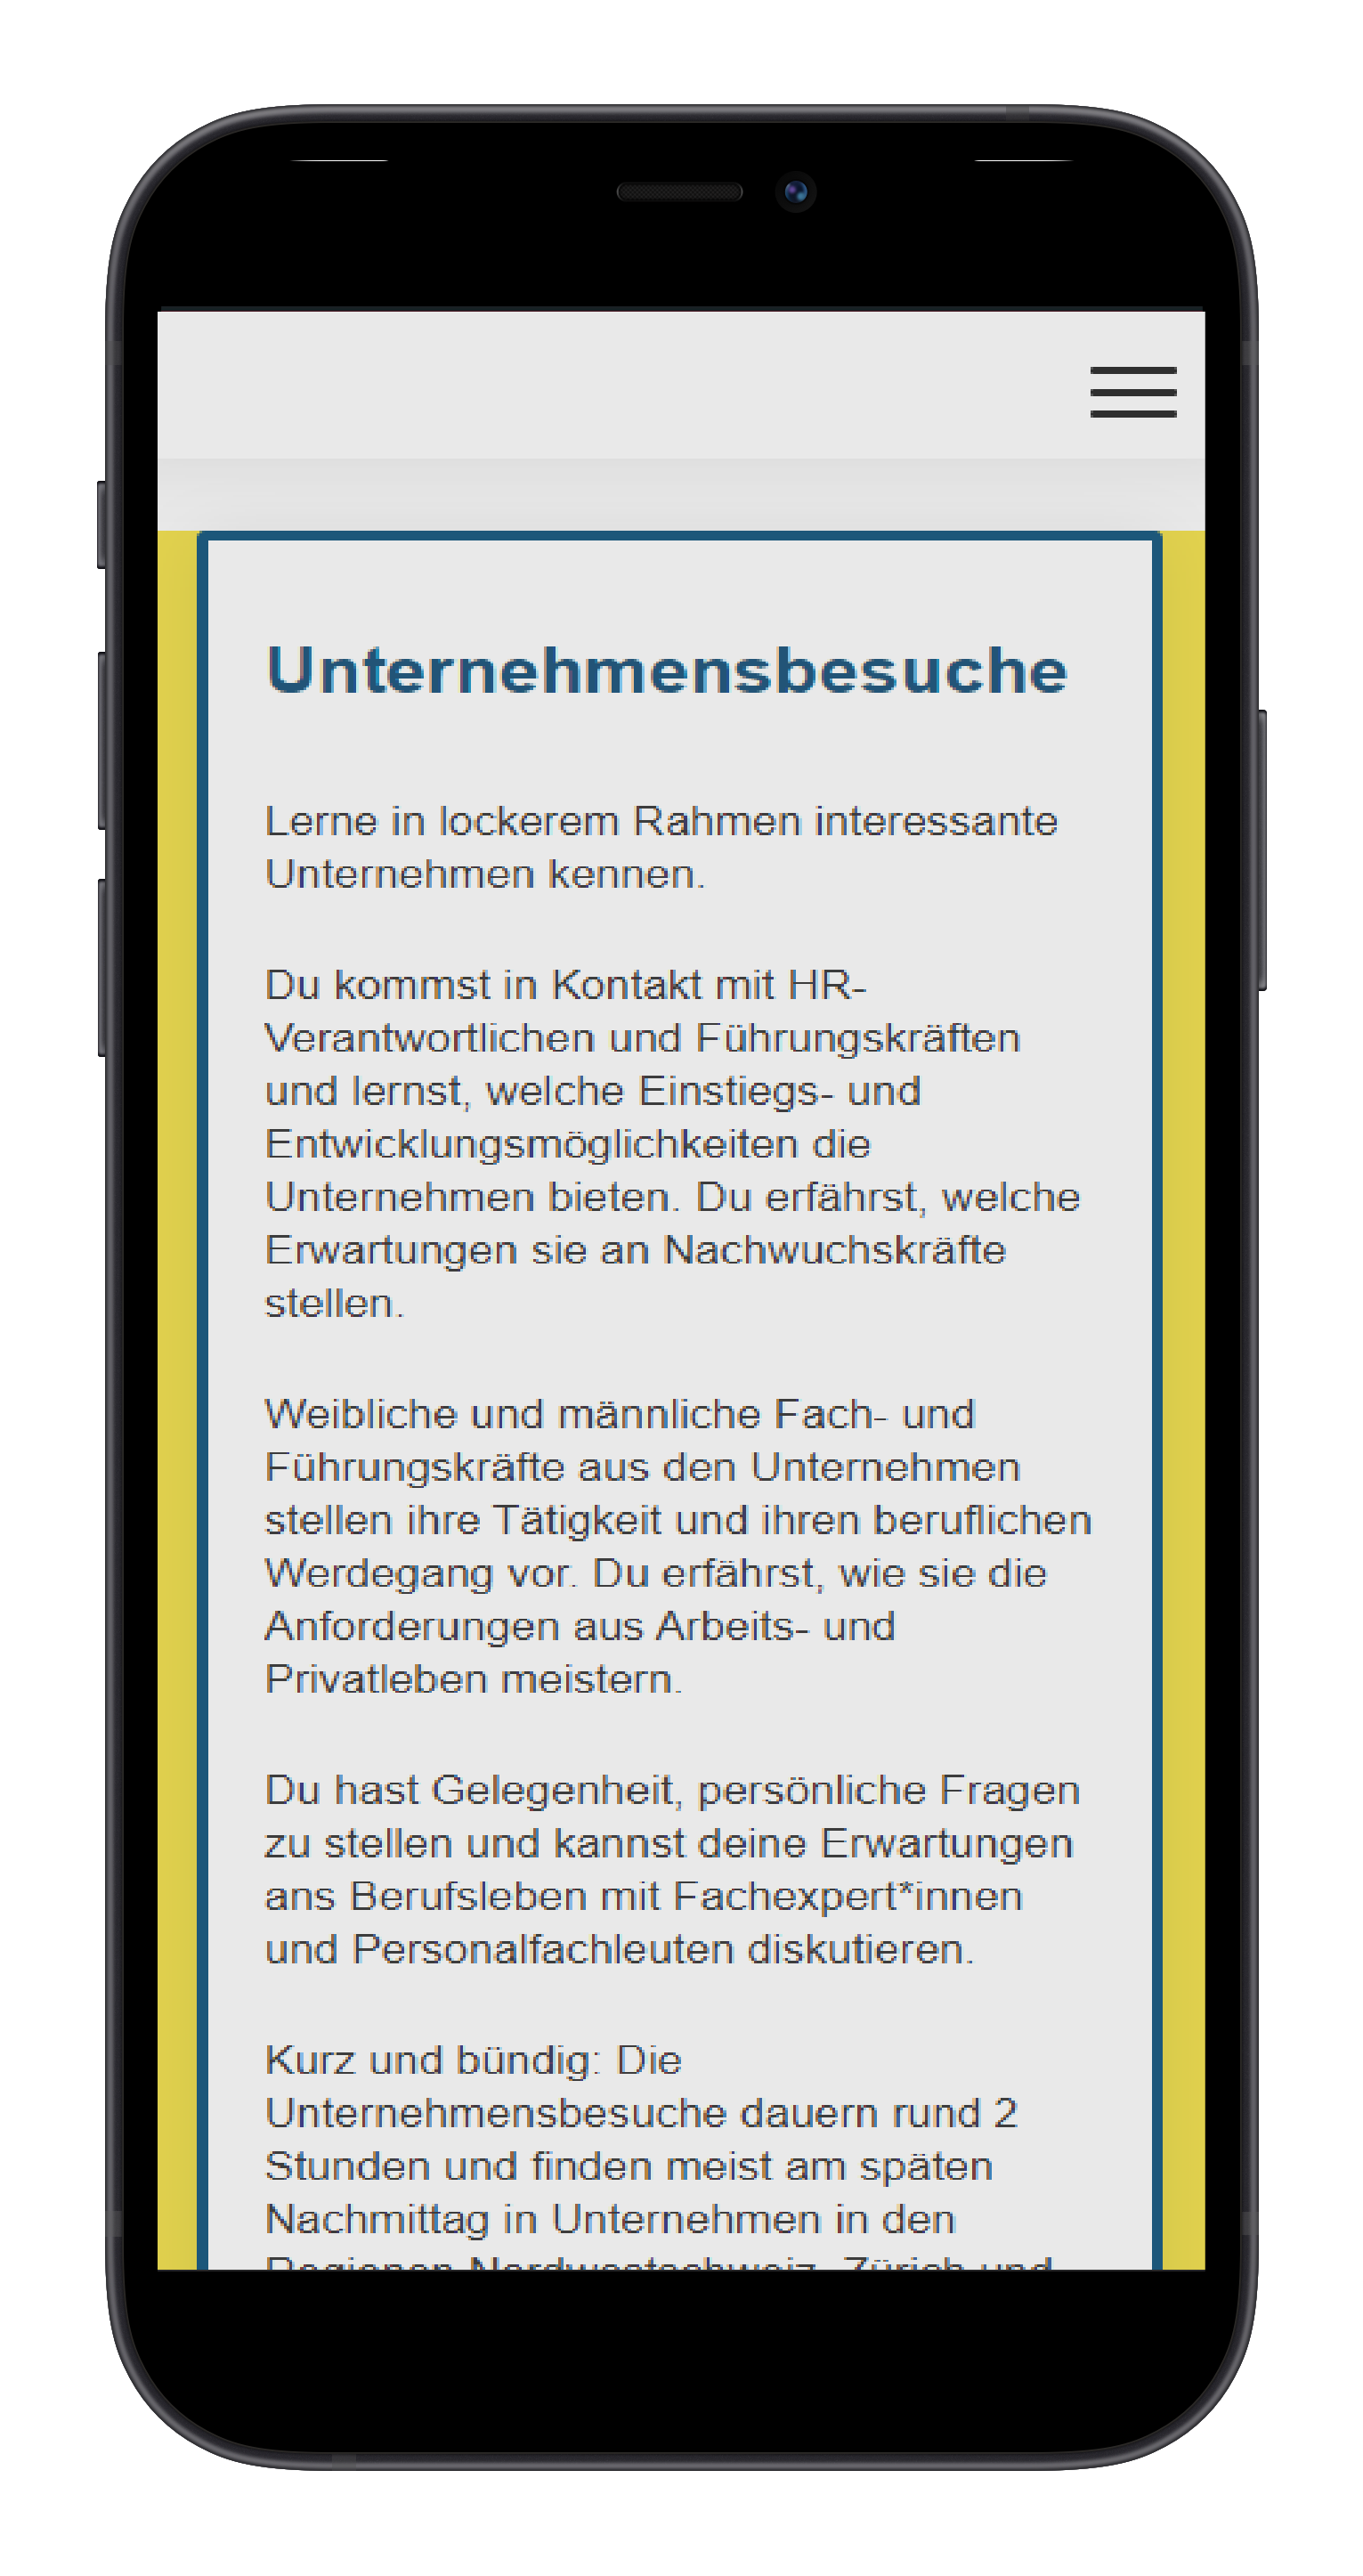 Unternehmensbesuche
Lerne in lockerem Rahmen interessante
Unternehmen kennen.
Du kommst in Kontakt mit HR-
Verantwortlichen und Führungskräften
und lernst, welche Einstiegs- und
Entwicklungsmöglichkeiten die
Unternehmen bieten. Du erfährst, welche
Erwartungen sie an Nachwuchskräfte
stellen.
Weibliche und männliche Fach- und
Führungskräfte aus den Unternehmen
stellen ihre Tätigkeit und ihren beruflichen
Werdegang vor. Du erfährst, wie sie die
Anforderungen aus Arbeits- und
Privatleben meistern.
Du hast Gelegenheit, persönliche Fragen
zu stellen und kannst deine Erwartungen
ans Berufsleben mit Fachexpert*innen
und Personalfachleuten diskutieren.
Kurz und bündig: Die
Unternehmensbesuche dauern rund 2
Stunden und finden meist am späten
Nachmittag in Unternehmen in den
Regionen Nordwestschweiz, Zürich und